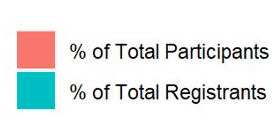 % of Total Participants
% of Total Registrants